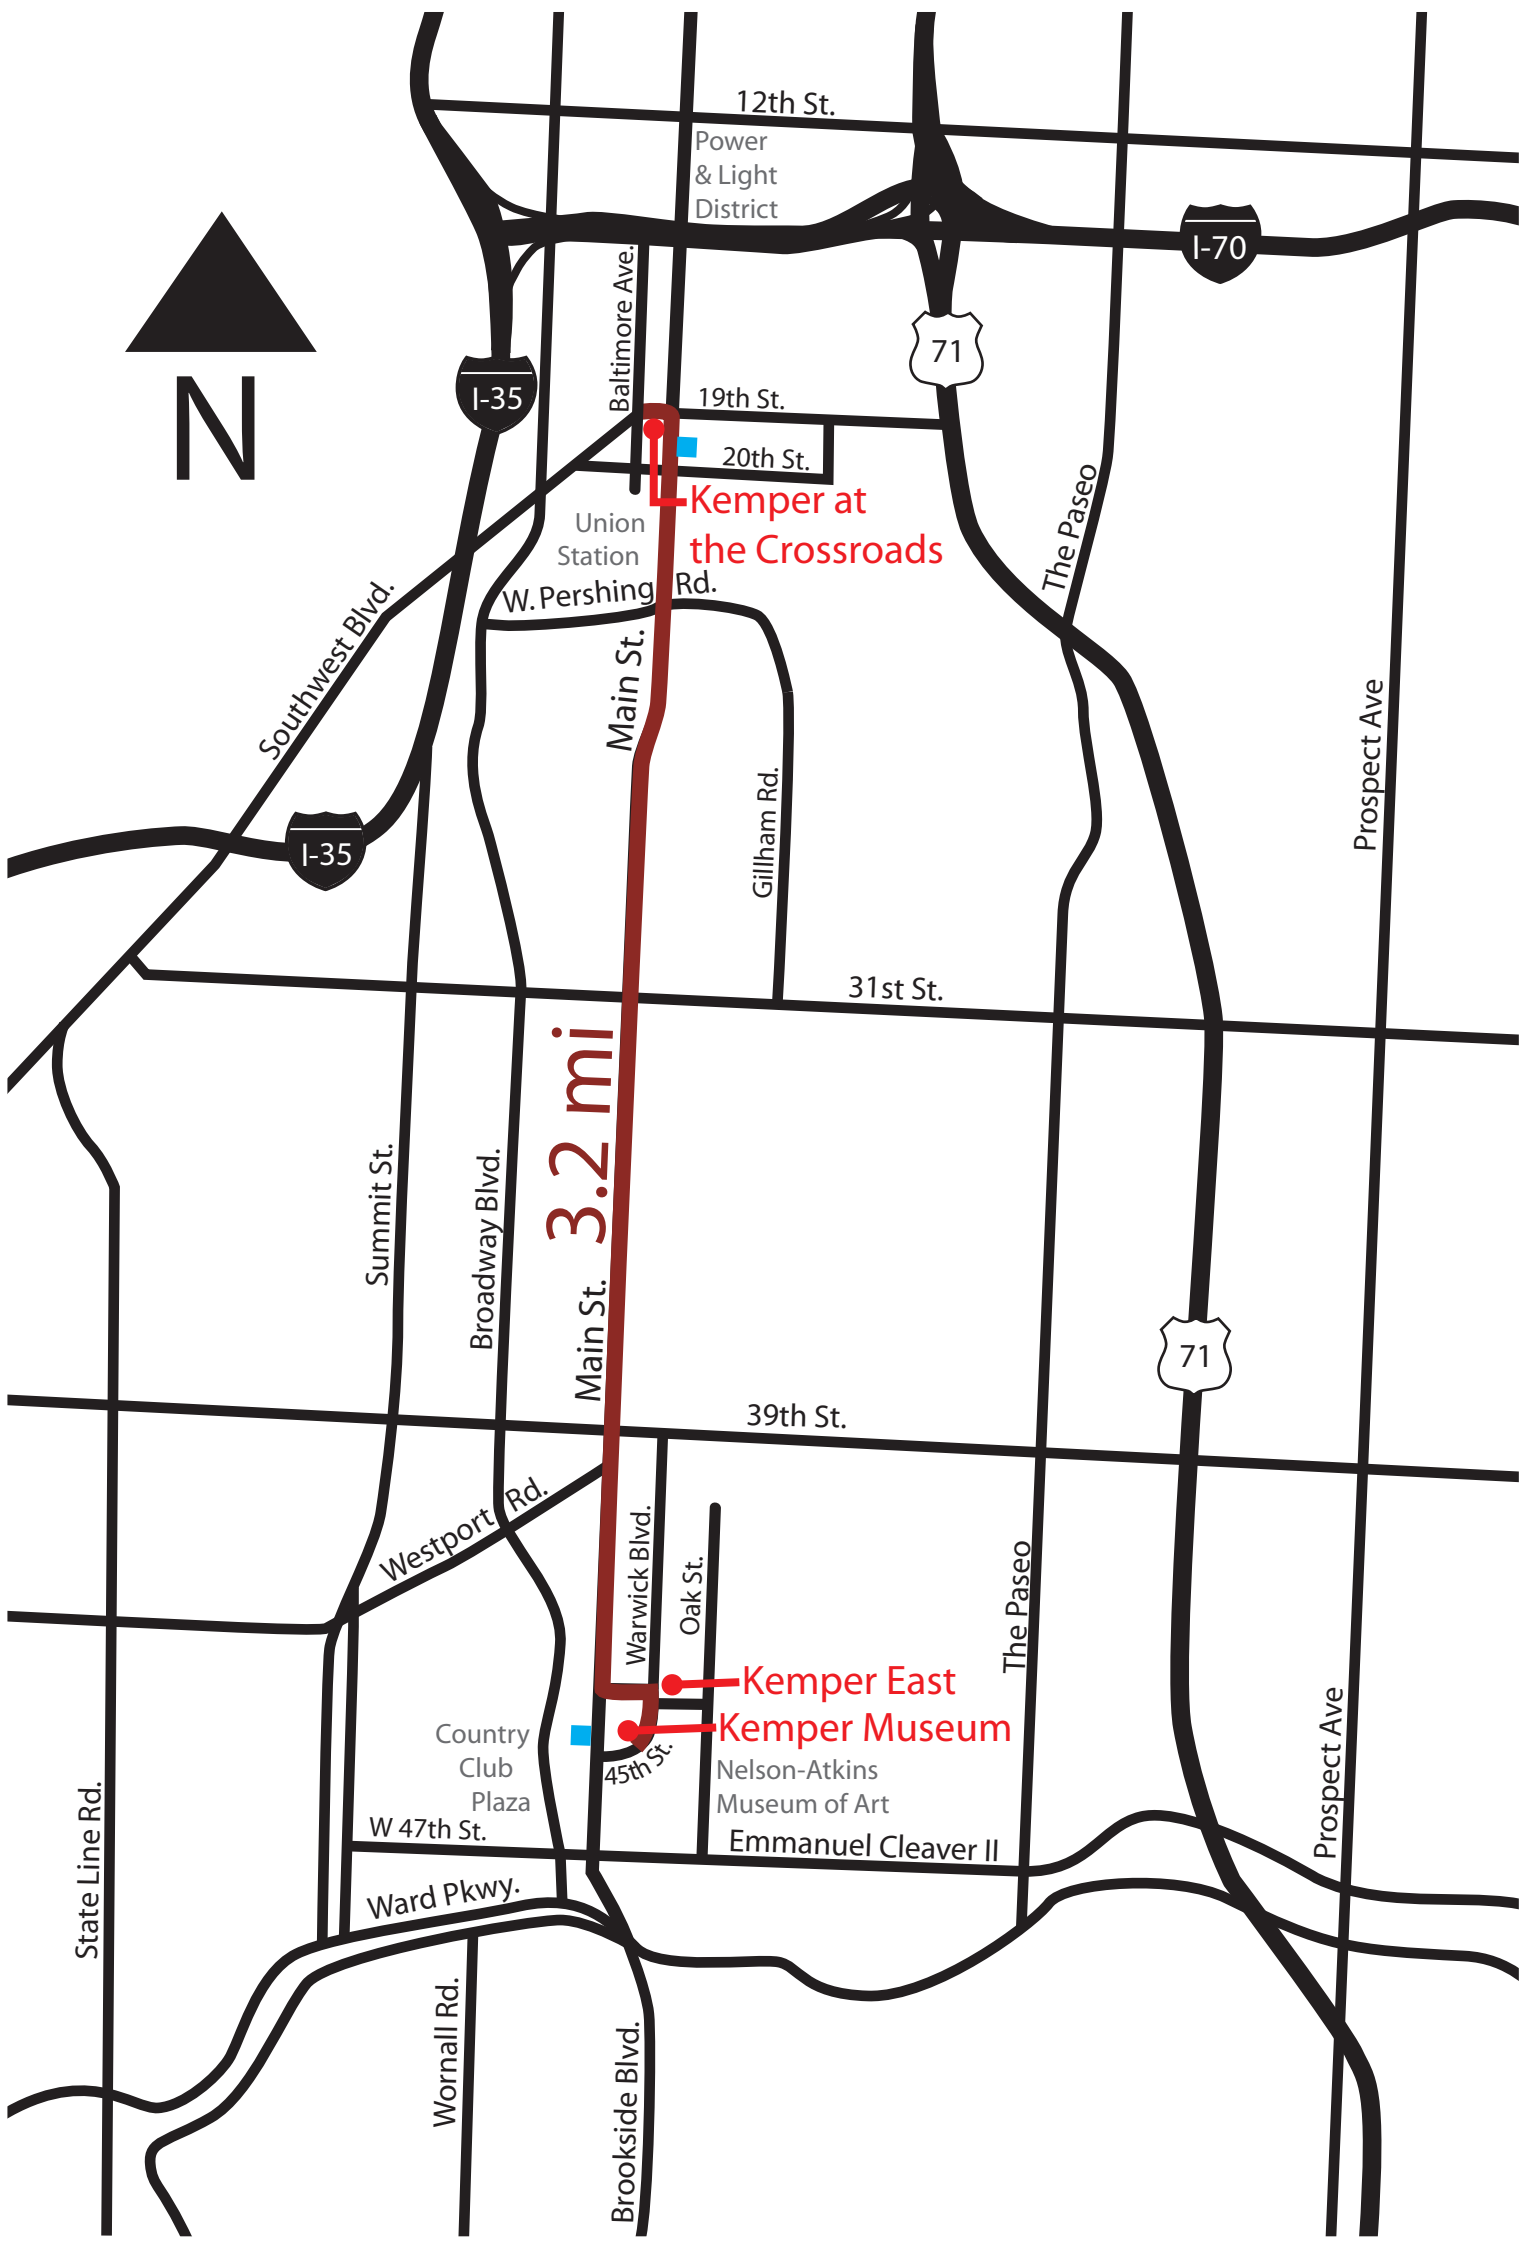 12th St.
Power
& Light
District
I-70
Baltimore Ave.
71
I-35
19th St.
20th St.
N
Kemper at
the Crossroads
Union
Station
The Paseo
W. Pershing Rd.
Southwest Blvd.
Main St.
Prospect Ave
Gillham Rd.
I-35
31st St.
3.2 mi
Summit St.
Broadway Blvd.
Main St.
71
39th St.
Westport Rd.
Warwick Blvd.
Oak St.
The Paseo
Kemper East
Kemper Museum
Country
Club
Plaza
45th St.
Nelson-Atkins
Museum of Art
Prospect Ave
W 47th St.
Emmanuel Cleaver II
State Line Rd.
Ward Pkwy.
Wornall Rd.
Brookside Blvd.